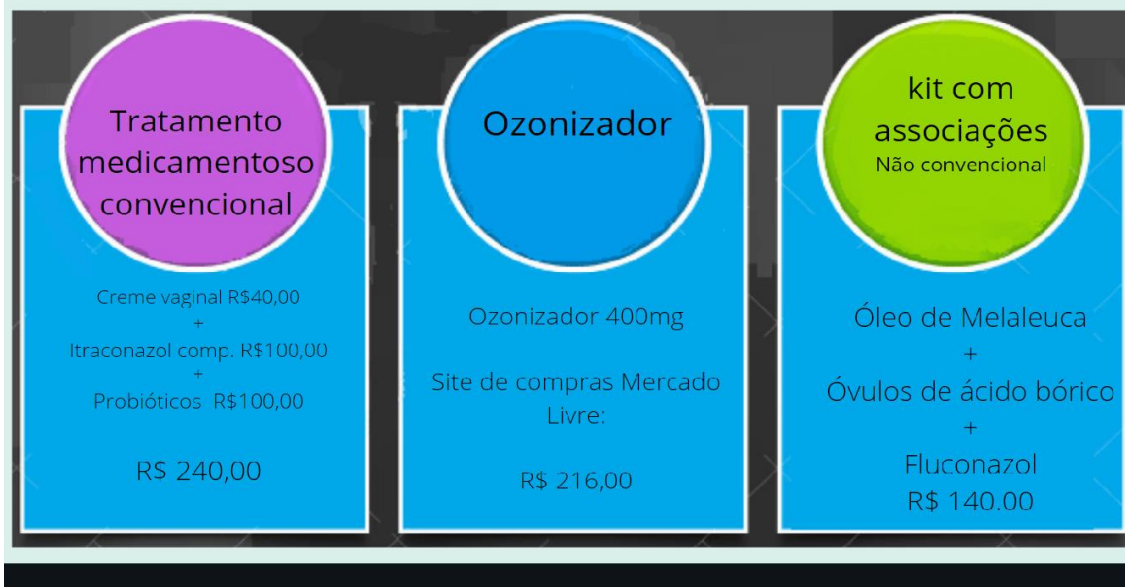 Tratamento
medicamentoso
convencional
Creme vaginal R$40,00
+
Itraconazol comp. R$100,00
+
Probióticos R$100,00
R$ 240,00
Ozonizador
Ozonizador 400mg
Site de compras Mercado
Livre:
R$ 216,00
kit com
associações
Não convencional
Óleo de Melaleuca
+
Óvulos de ácido bórico
+
Fluconazol
R$ 140.00